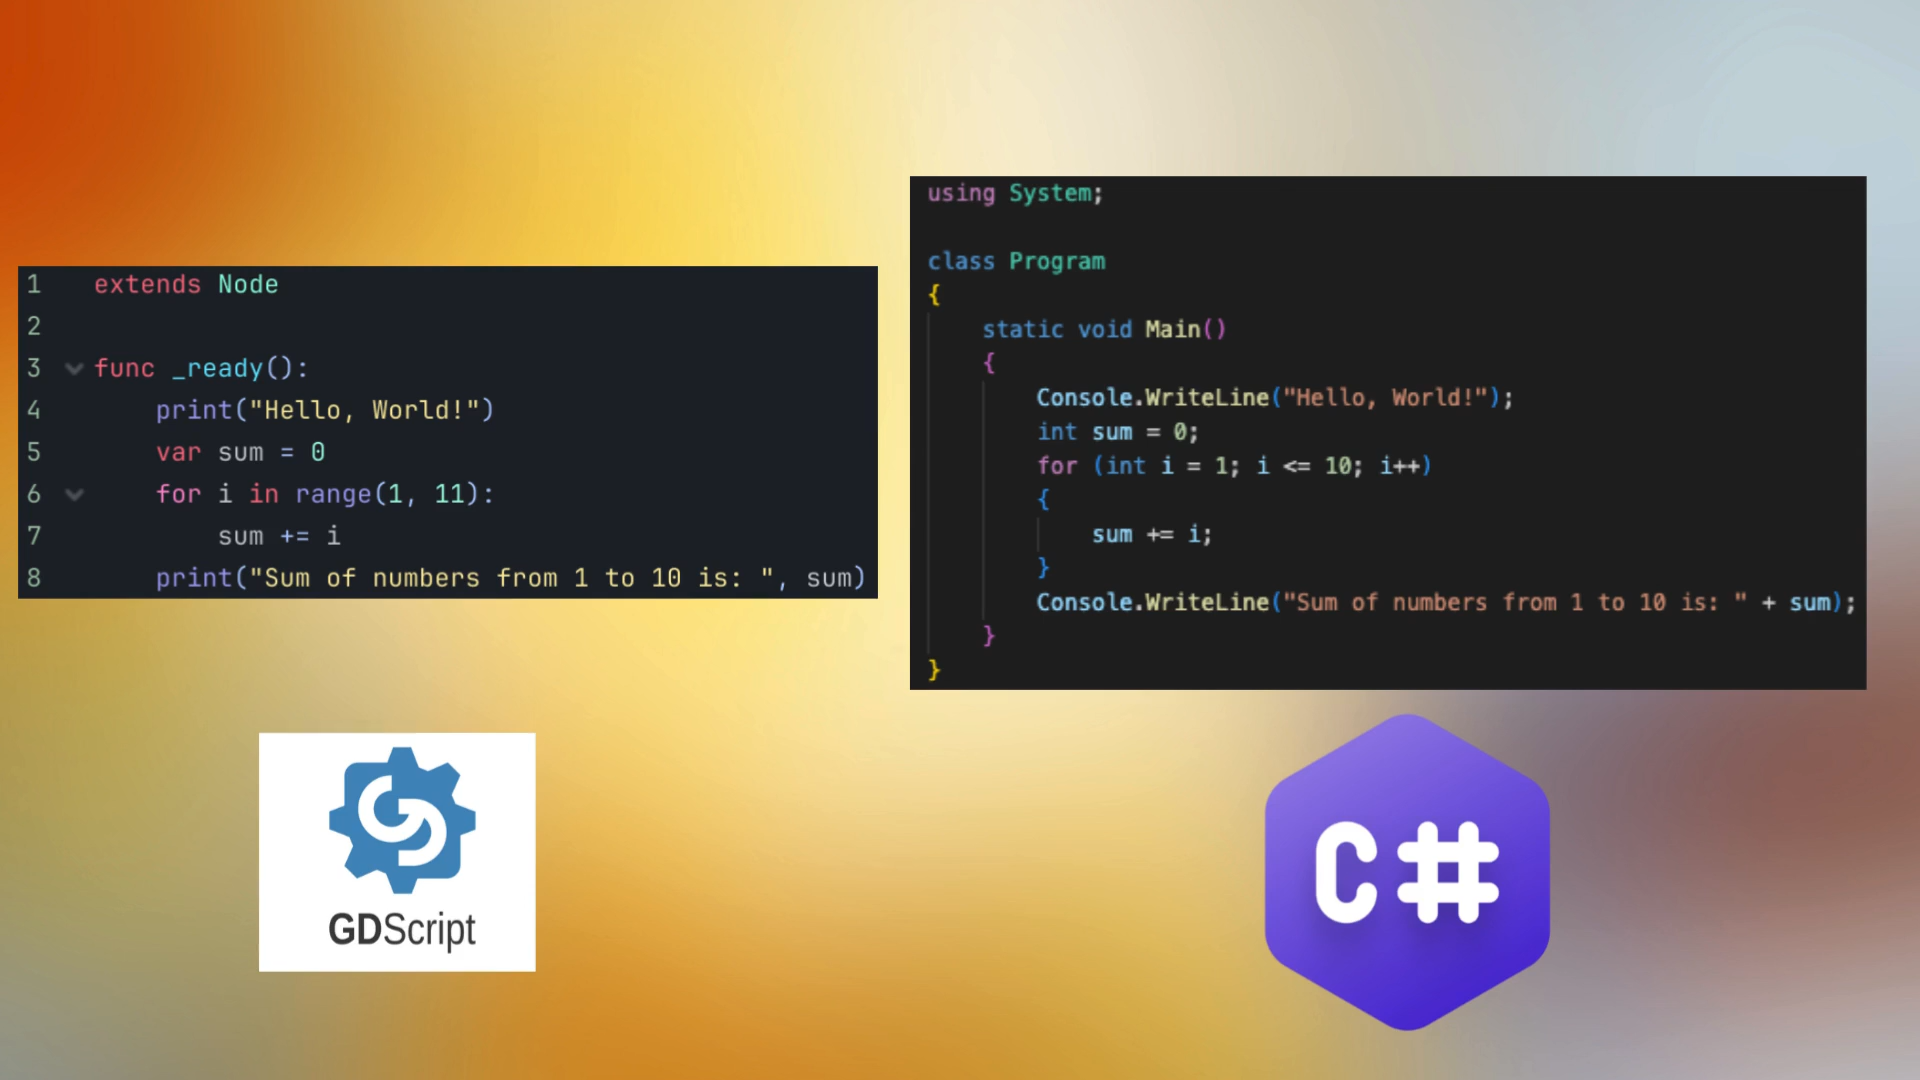 1 extends Node
2
3 func _ready():
4 print("Hello, World!")
5 var sum = 0
6 for i in range(1, 11):
7 sum += i
8 print("Sum of numbers from 1 to 10 is: ", sum)
using System;
class Program
{
static void Main()
{
Console.WriteLine("Hello, World!");
int sum = 0;
for (int i = 1; i <= 10; i++)
{
sum += i;
}
Console.WriteLine("Sum of numbers from 1 to 10 is: " + sum);
}
}
GDScript
C#